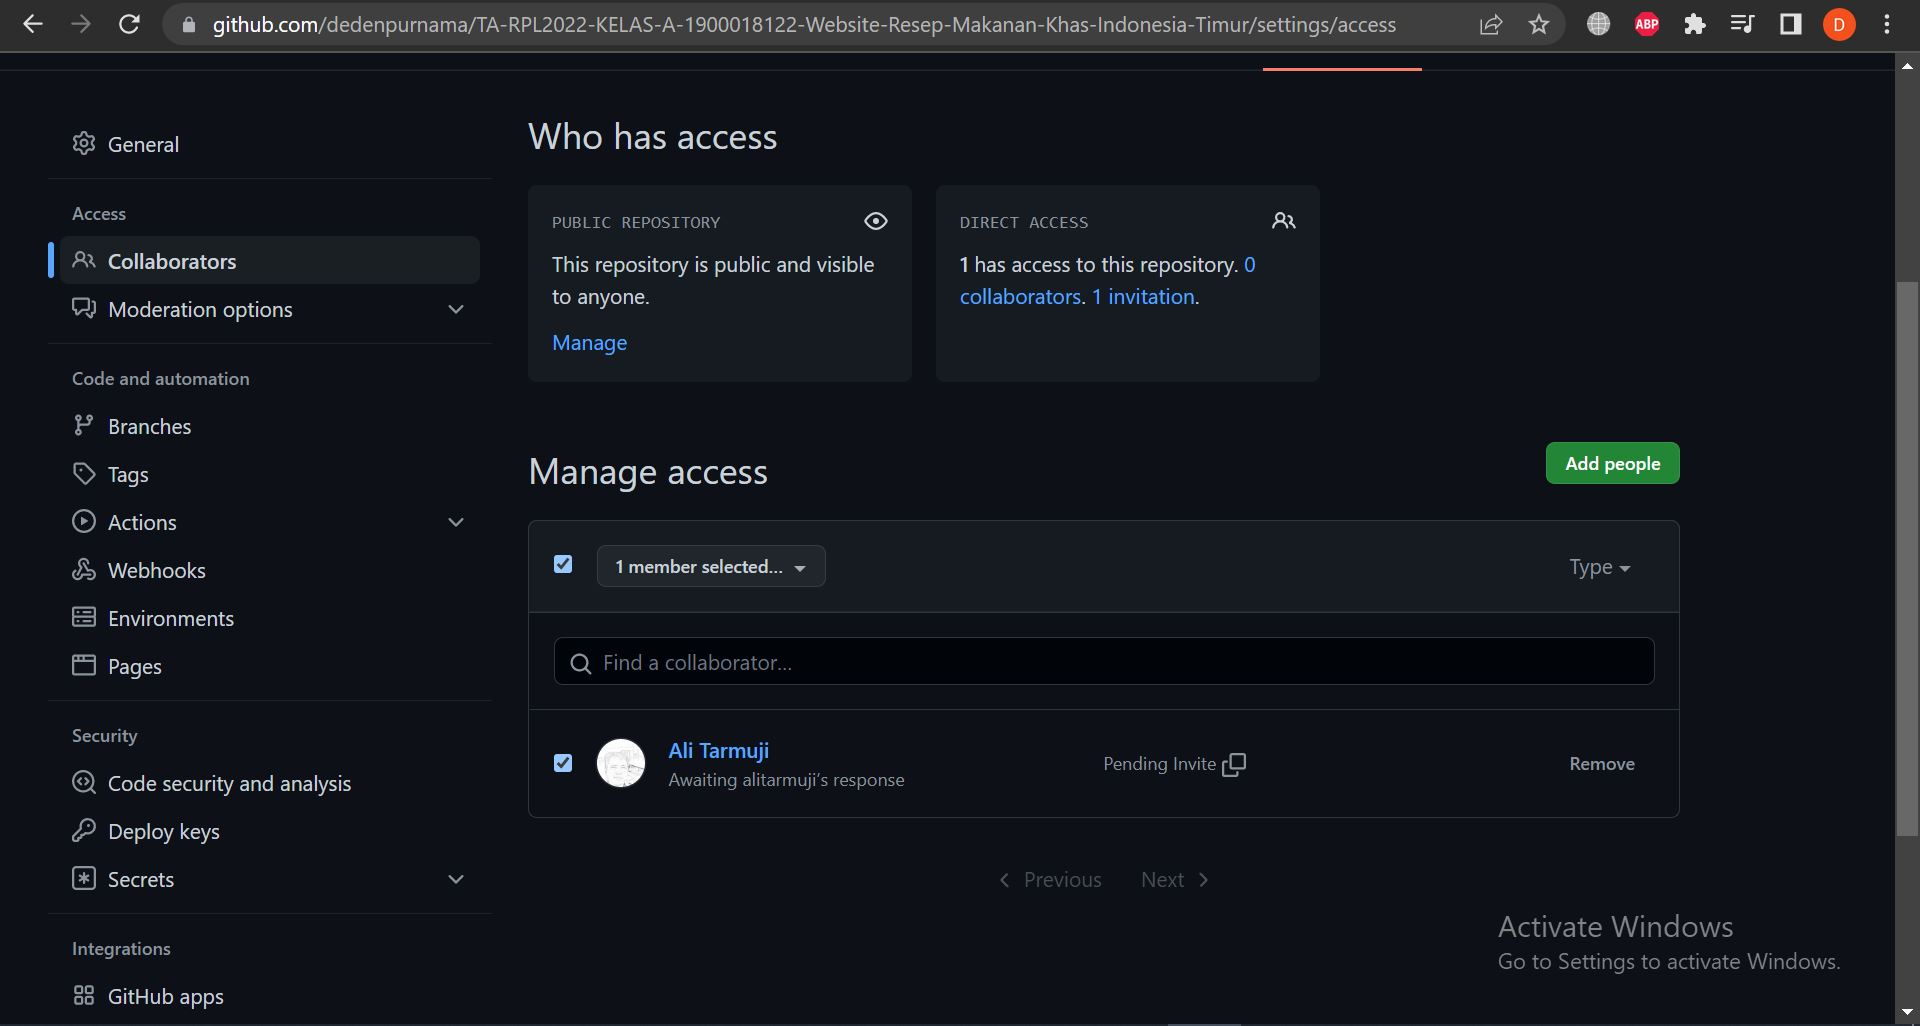 github.com/dedenpurnama/TA-RPL2022-KELAS-A-1900018122-Website-Resep-Makanan-Khas-Indonesia-Timur/settings/access
ABP
D
General
Access
Collaborators
Moderation options
Code and automation
Branches
Tags
Actions
Webhooks
Environments
Pages
Security
Code security and analysis
Deploy keys
Secrets
Integrations
GitHub apps
Who has access
PUBLIC REPOSITORY
This repository is public and visible
to anyone.
Manage
DIRECT ACCESS
1 has access to this repository. 0
collaborators. 1 invitation.
Manage access
Add people
1 member selected...
Type
Find a collaborator...
Ali Tarmuji
Awaiting alitarmuji’s response
Pending Invite
Remove
Previous
Next
Activate Windows
Go to Settings to activate Windows.